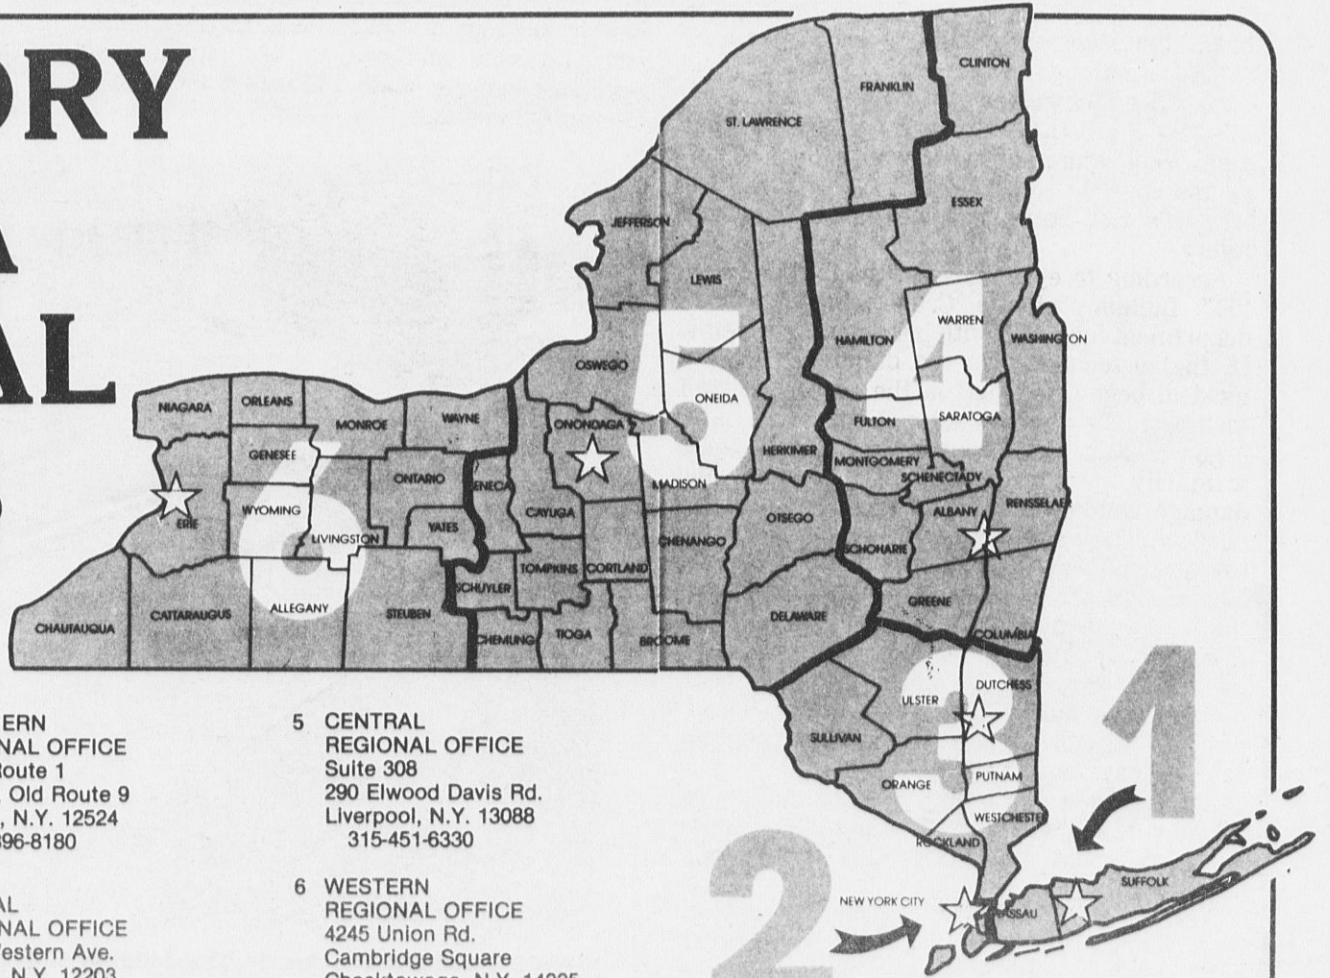 ORY
A
AL
CLINTON
FRANKLIN
ST. LAWRENCE
ESSEX
JEFFERSON
LEWIS
WARREN
WASHINGTON
HAMILTON
5
4
OSWEGO
ONEIDA
NIAGARA
ORLEANS
MONROE
WAYNE
ONONDAGA
FULTON
SARATOGA
HERKIMER
GENESEE
MONTGOMERY
SCHENECTADY
ONTARIO
SENECA
MADISON
RENSSELAER
WYOMING
CAYUGA
OTSEGO
ALBANY
ERIE
YATES
6
LIVINGSTON
CHENANGO
SCHOHARIE
TOMPKINS
CORTLAND
SCHUYLER
CATTARAUGUS
ALLEGANY
STEUBEN
DELAWARE
GREENE
CHAUTAUQUA
CHEMUNG
TIOGA
BROOME
COLUMBIA
3
DUTCHESS
ULSTER
1
SULLIVAN
ORANGE
PUTNAM
WESTCHESTER
ROCKLAND
2
NEW YORK CITY
NASSAU
SUFFOLK
ERN
NAL OFFICE
Route 1
, Old Route 9
, N.Y. 12524
896-8180
AL
NAL OFFICE
Western Ave.
N.Y. 12203
5 CENTRAL
REGIONAL OFFICE
Suite 308
290 Elwood Davis Rd.
Liverpool, N.Y. 13088
315-451-6330
6 WESTERN
REGIONAL OFFICE
4245 Union Rd.
Cambridge Square
Cheektowaga, N.Y. 14225